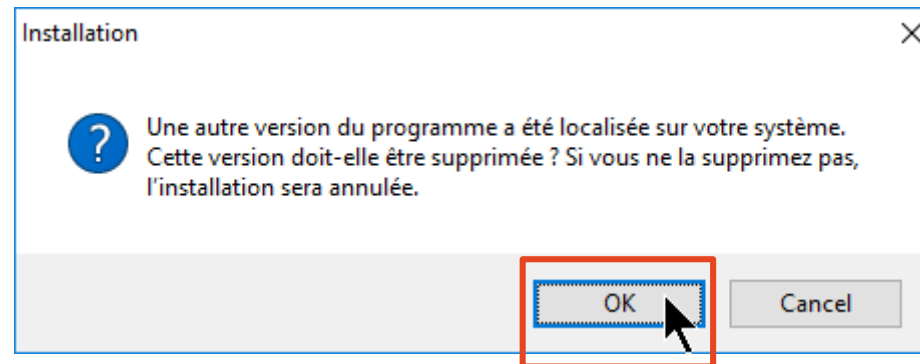 Installation
Une autre version du programme a été localisée sur votre système.
Cette version doit-elle être supprimée ? Si vous ne la supprimez pas,
l'installation sera annulée.
OK
Cancel